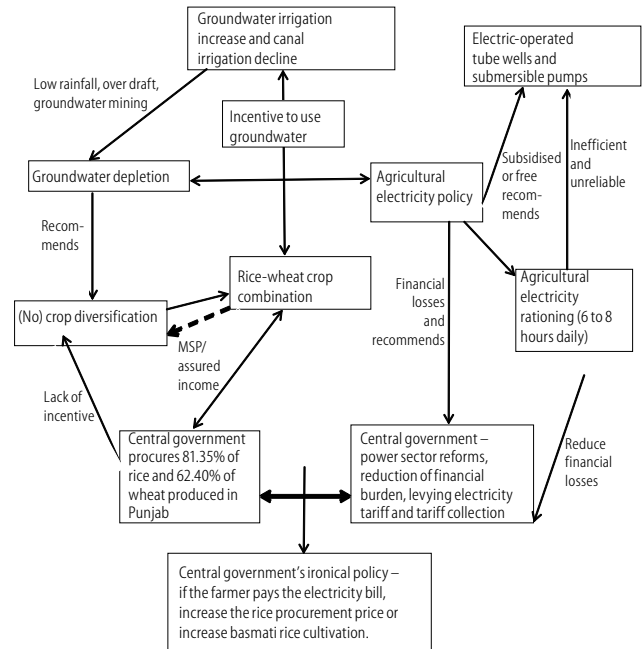 Groundwater irrigation
increase and canal
irrigation decline
Electric-operated
tube wells and
submersible pumps
Low rainfall, over draft,
groundwater mining
Incentive to use
groundwater
Inefficient
and
unreliable
Subsidised
or free
recom-
mends
Groundwater depletion
Agricultural
electricity policy
Recom-
mends
Rice-wheat crop
combination
Financial
losses
and
recommends
Agricultural
electricity
rationing (6 to 8
hours daily)
(No) crop diversification
MSP/
assured
income
Lack of
incentive
Central government
procures 81.35% of
rice and 62.40% of
wheat produced in
Punjab
Central government –
power sector reforms,
reduction of financial
burden, levying electricity
tariff and tariff collection
Reduce
financial
losses
Central government's ironical policy –
if the farmer pays the electricity bill,
increase the rice procurement price or
increase basmati rice cultivation.